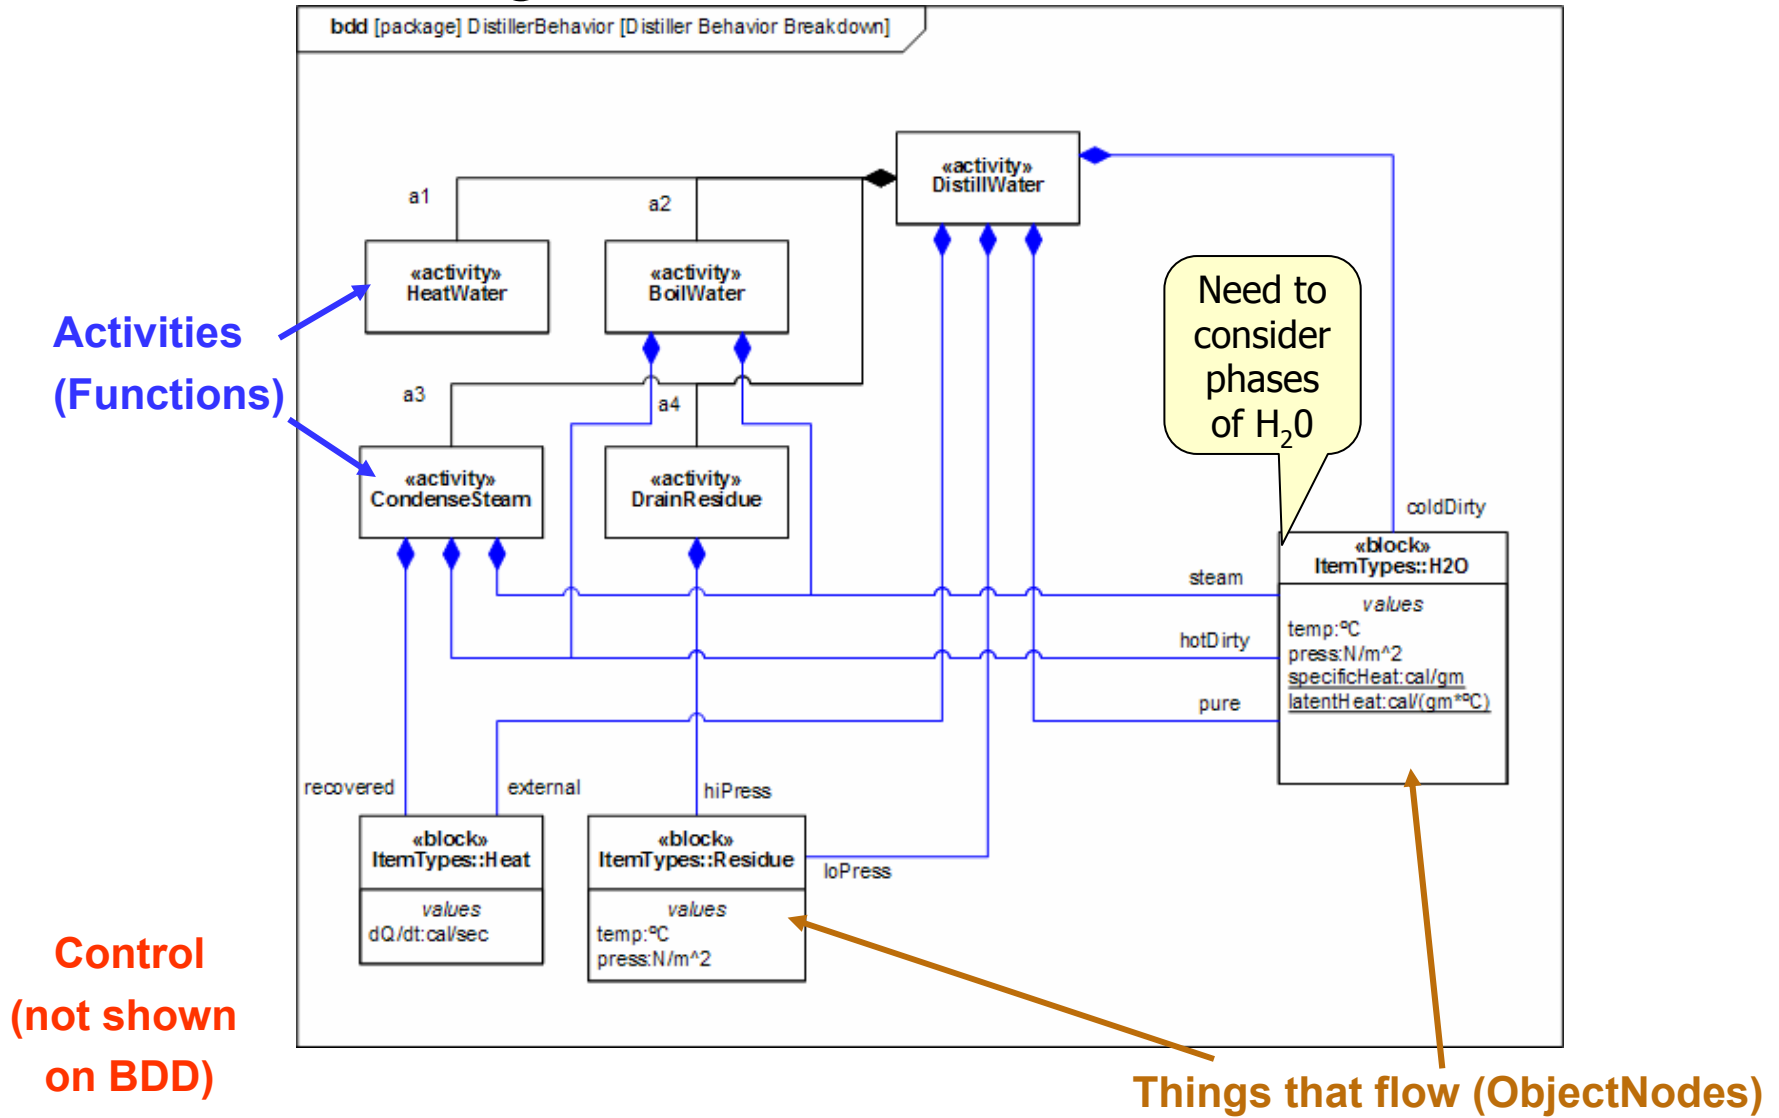 bdd [package] DistillerBehavior [Distiller Behavior Breakdown]
«activity»
DistillWater
a1
a2
«activity»
HeatWater
«activity»
BoilWater
Activities
(Functions)
Need to
consider
phases
of H20
a3
a4
«activity»
CondenseSteam
«activity»
DrainResidue
coldDirty
«block»
ItemTypes::H2O
values
temp:ºC
press:N/m^2
specificHeat:cal/gm
latentHeat:cal/(gm*ºC)
steam
hotDirty
pure
recovered
external
hiPress
loPress
«block»
ItemTypes::Heat
values
dQ/dt:cal/sec
«block»
ItemTypes::Residue
values
temp:ºC
press:N/m^2
Control
(not shown
on BDD)
Things that flow (ObjectNodes)